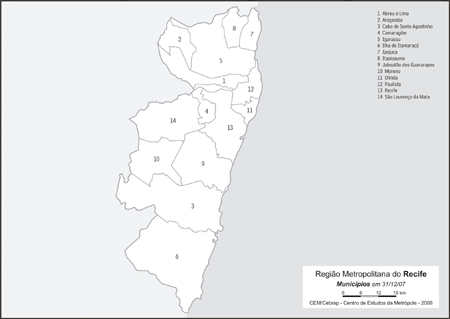 1 Abreu e Lima
2 Araçoiaba
3 Cabo de Santo Agostinho
4 Camaragibe
5 Igarassu
6 Ilha de Itamaracá
7 Ipojuca
8 Itapissuma
9 Jaboatão dos Guararapes
10 Moreno
11 Olinda
12 Paulista
13 Recife
14 São Lourenço da Mata
8
7
2
5
1
12
4
11
14
13
10
9
3
6
Região Metropolitana do Recife
Municípios em 31/12/07
0 6 12 18 km
CEM/Cebrap - Centro de Estudos da Metrópole - 2008